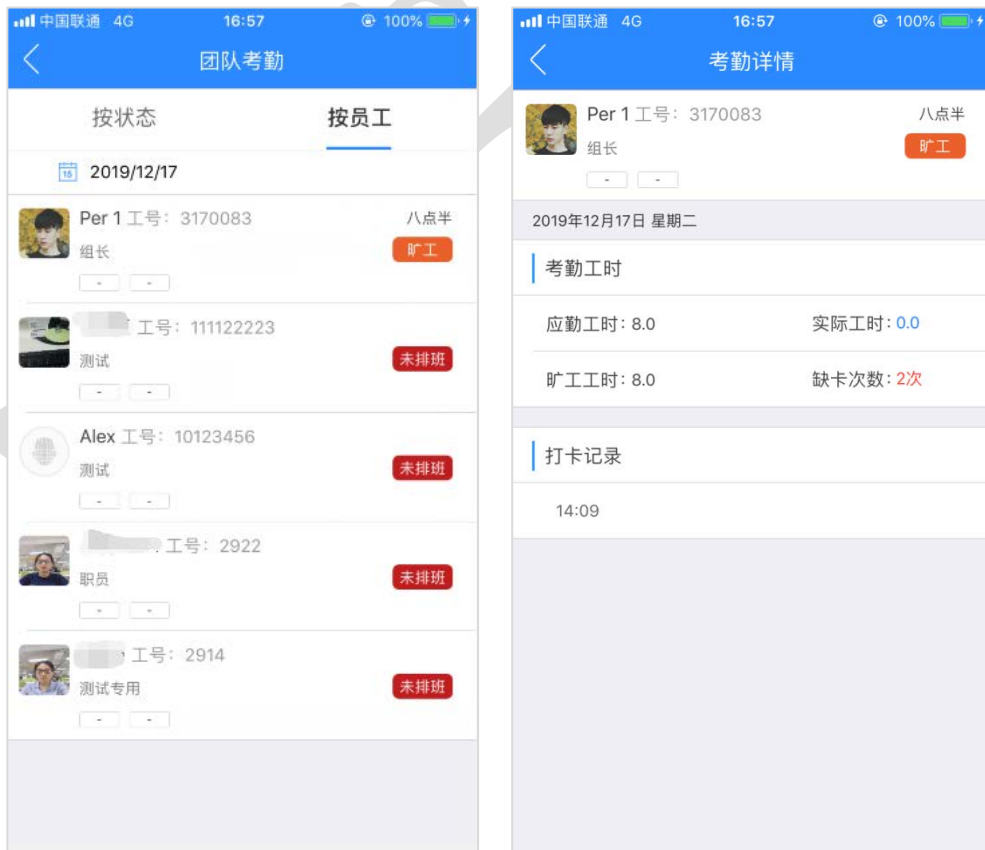 中国联通 4G 16:57 100%
团队考勤
按状态 按员工
15 2019/12/17
Per 1 工号: 3170083 八点半
组长 旷工
- -
工号: 111122223
测试 未排班
- -
Alex 工号: 10123456
测试 未排班
- -
工号: 2922
职员 未排班
- -
工号: 2914
测试专用 未排班
- -
中国联通 4G 16:57 100%
考勤详情
Per 1 工号: 3170083 八点半
组长 旷工
- -
2019年12月17日 星期二
考勤工时
应勤工时: 8.0 实际工时: 0.0
旷工工时: 8.0 缺卡次数: 2次
打卡记录
14:09